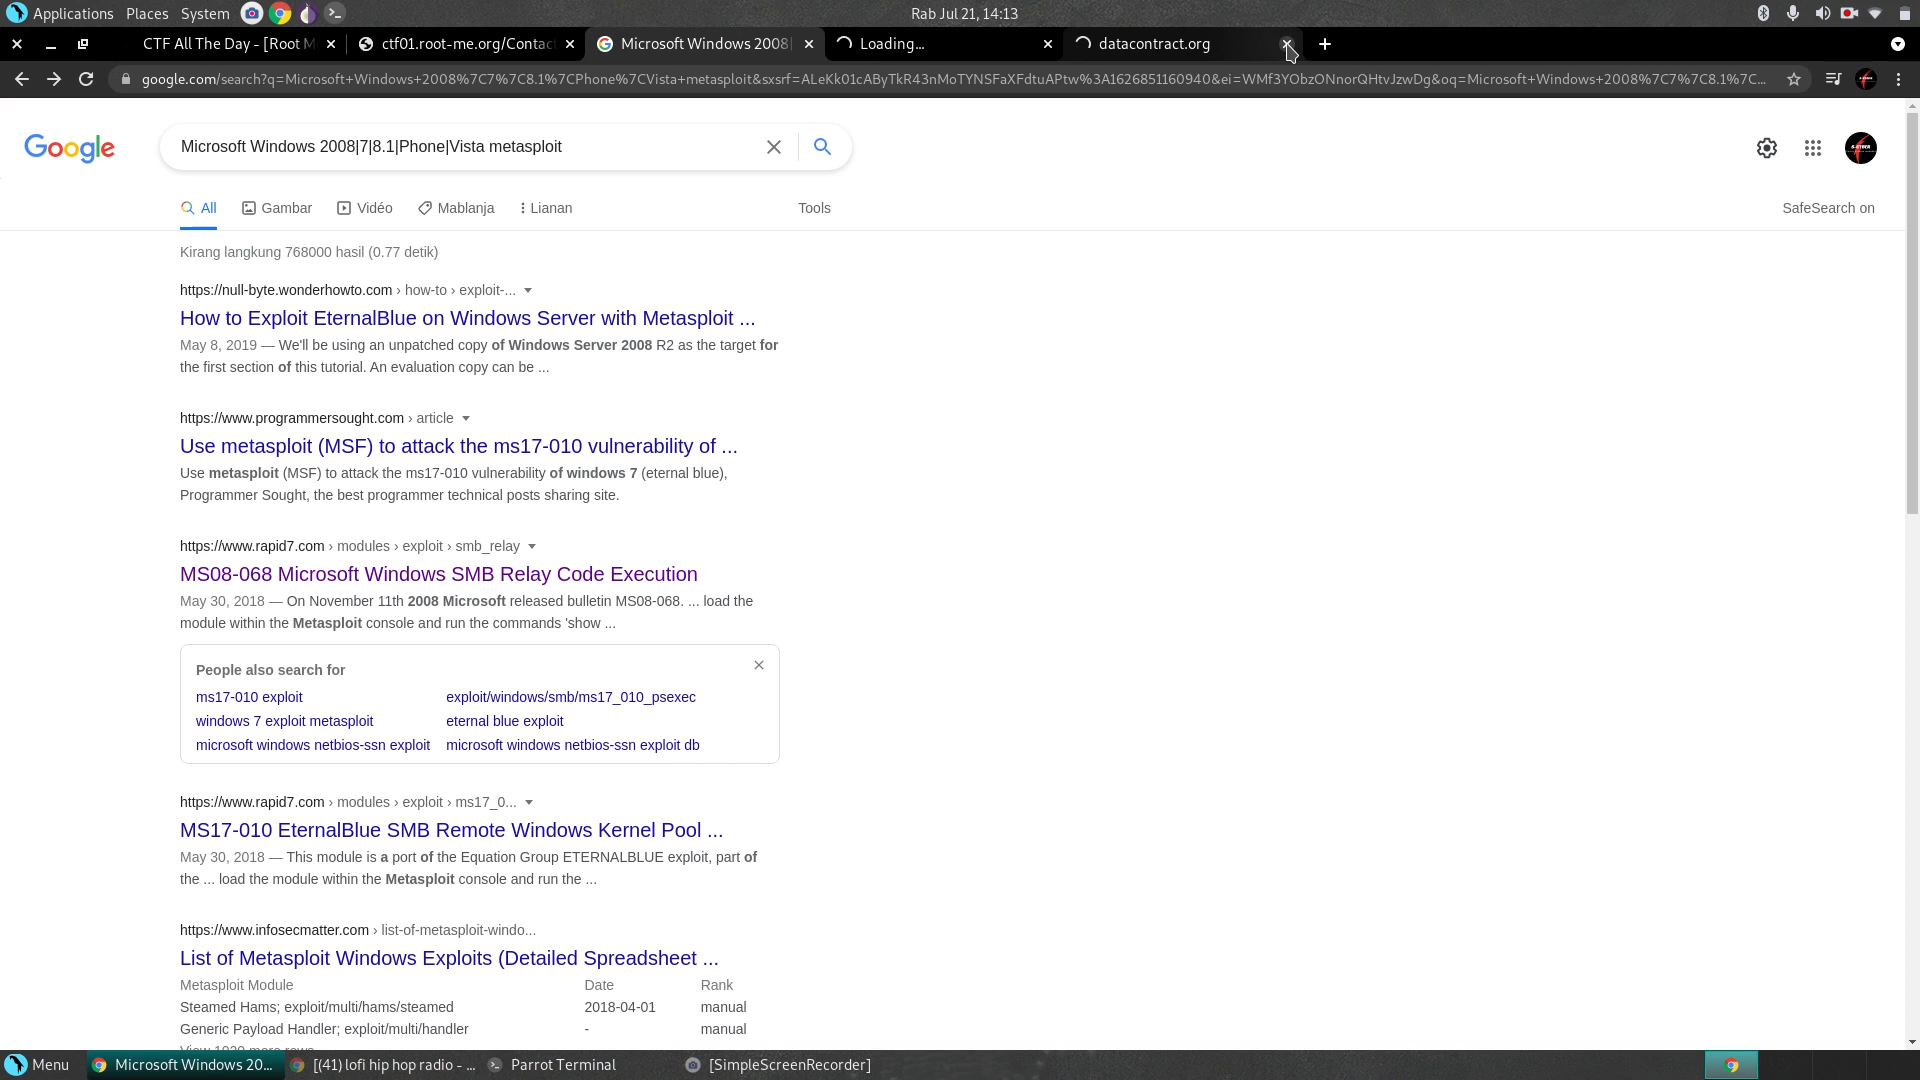 Applications Places System
Rab Jul 21, 14:13
CTF All The Day - [Root M
ctf01.root-me.org/Contac
Microsoft Windows 2008|
Loading...
datacontract.org
google.com/search?q=Microsoft+Windows+2008%7C7%7C8.1%7CPhone%7CVista+metasploit&sxsrf=ALeKk01cAByTkR43nMoTYNSFaXFdtuAPtw%3A1626851160940&ei=WMf3YObzONnorQHtvJzwDg&oq=Microsoft+Windows+2008%7C7%7C8.1%7C...
Google
Microsoft Windows 2008|7|8.1|Phone|Vista metasploit
All
Gambar
Vidéo
Mablanja
Lianan
Tools
SafeSearch on
Kirang langkung 768000 hasil (0.77 detik)
https://null-byte.wonderhowto.com › how-to › exploit-...
How to Exploit EternalBlue on Windows Server with Metasploit ...
May 8, 2019 — We'll be using an unpatched copy of Windows Server 2008 R2 as the target for
the first section of this tutorial. An evaluation copy can be ...
https://www.programmersought.com › article
Use metasploit (MSF) to attack the ms17-010 vulnerability of ...
Use metasploit (MSF) to attack the ms17-010 vulnerability of windows 7 (eternal blue),
Programmer Sought, the best programmer technical posts sharing site.
https://www.rapid7.com › modules › exploit › smb_relay
MS08-068 Microsoft Windows SMB Relay Code Execution
May 30, 2018 — On November 11th 2008 Microsoft released bulletin MS08-068. ... load the
module within the Metasploit console and run the commands 'show ...
People also search for
ms17-010 exploit
exploit/windows/smb/ms17_010_psexec
windows 7 exploit metasploit
eternal blue exploit
microsoft windows netbios-ssn exploit
microsoft windows netbios-ssn exploit db
https://www.rapid7.com › modules › exploit › ms17_0...
MS17-010 EternalBlue SMB Remote Windows Kernel Pool ...
May 30, 2018 — This module is a port of the Equation Group ETERNALBLUE exploit, part of
the ... load the module within the Metasploit console and run the ...
https://www.infosecmatter.com › list-of-metasploit-windo...
List of Metasploit Windows Exploits (Detailed Spreadsheet ...
Metasploit Module Date Rank
Steamed Hams; exploit/multi/hams/steamed 2018-04-01 manual
Generic Payload Handler; exploit/multi/handler - manual
Menu
Microsoft Windows 20...
[(41) lofi hip hop radio - ...
Parrot Terminal
[SimpleScreenRecorder]